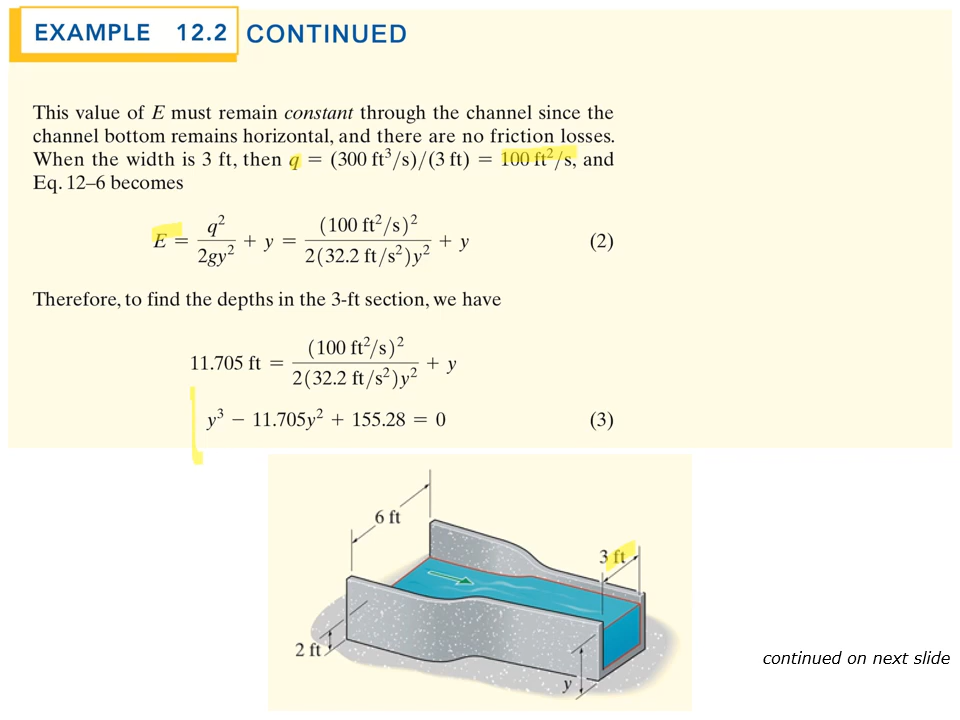 EXAMPLE 12.2 CONTINUED
This value of E must remain constant through the channel since the
channel bottom remains horizontal, and there are no friction losses.
When the width is 3 ft, then q = (300 ft³/s)/(3 ft) = 100 ft²/s, and
Eq. 12–6 becomes
E = q²/2gy² + y = (100 ft²/s)²/2(32.2 ft/s²)y² + y (2)
Therefore, to find the depths in the 3-ft section, we have
11.705 ft = (100 ft²/s)²/2(32.2 ft/s²)y² + y
y³ − 11.705y² + 155.28 = 0 (3)
6 ft
3 ft
2 ft
y
continued on next slide